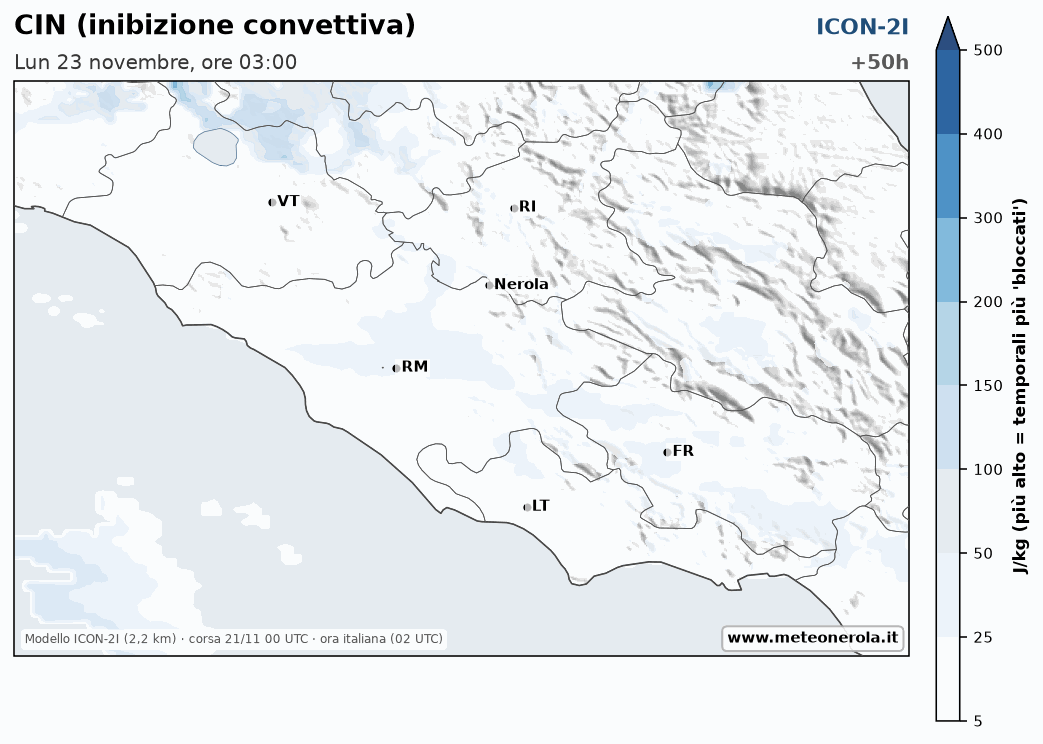 CIN (inibizione convettiva)
ICON-2I
Lun 23 novembre, ore 03:00
+50h
VT
RI
Nerola
RM
FR
LT
Modello ICON-2I (2,2 km) · corsa 21/11 00 UTC · ora italiana (02 UTC)
www.meteonerola.it
500
400
300
200
150
100
50
25
5
J/kg (più alto = temporali più 'bloccati')